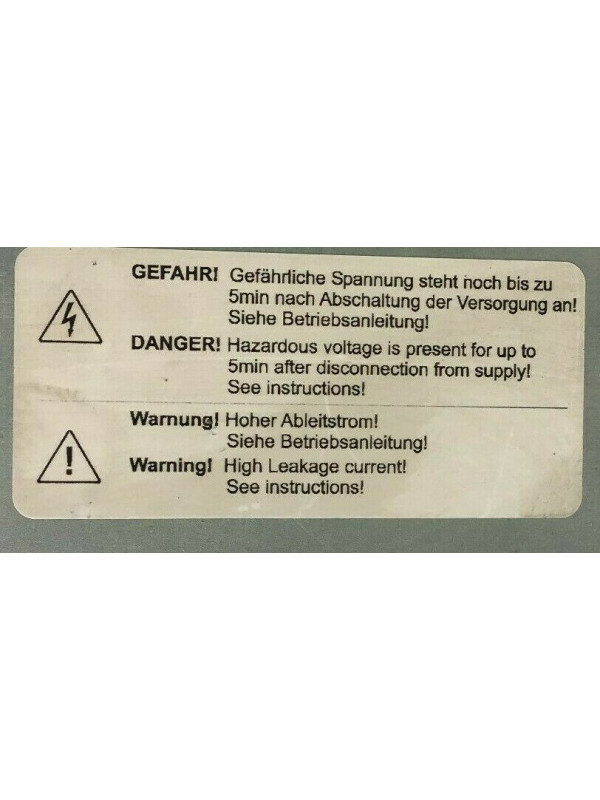 GEFAHR! Gefährliche Spannung steht noch bis zu
5min nach Abschaltung der Versorgung an!
Siehe Betriebsanleitung!
DANGER! Hazardous voltage is present for up to
5min after disconnection from supply!
See instructions!
Warnung! Hoher Ableitstrom!
Siehe Betriebsanleitung!
Warning! High Leakage current!
See instructions!